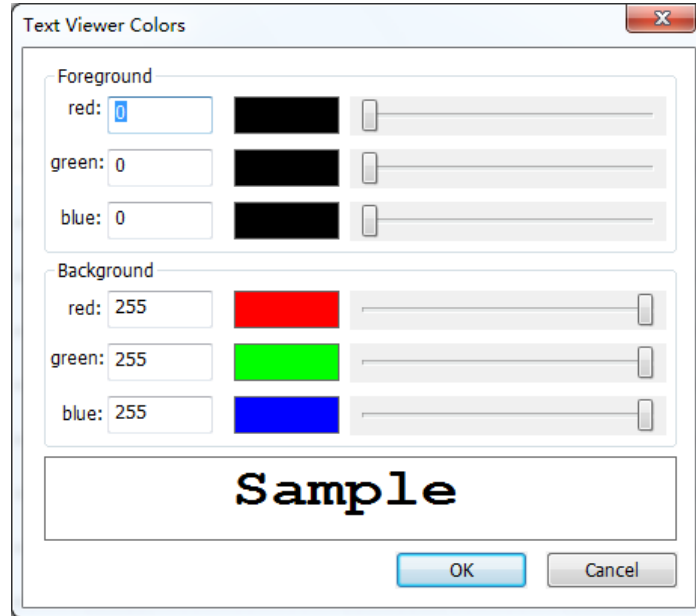 Text Viewer Colors
Foreground
red: 0
green: 0
blue: 0
Background
red: 255
green: 255
blue: 255
Sample
OK Cancel